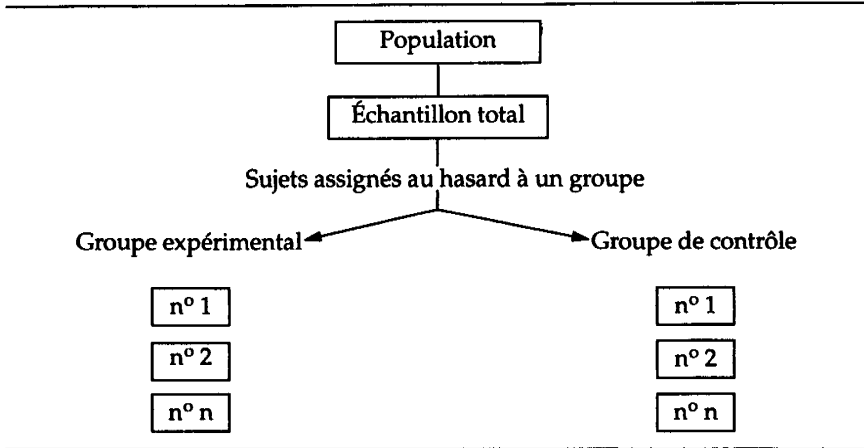 Population
Échantillon total
Sujets assignés au hasard à un groupe
Groupe expérimental Groupe de contrôle
nº 1 nº 1
nº 2 nº 2
nº n nº n